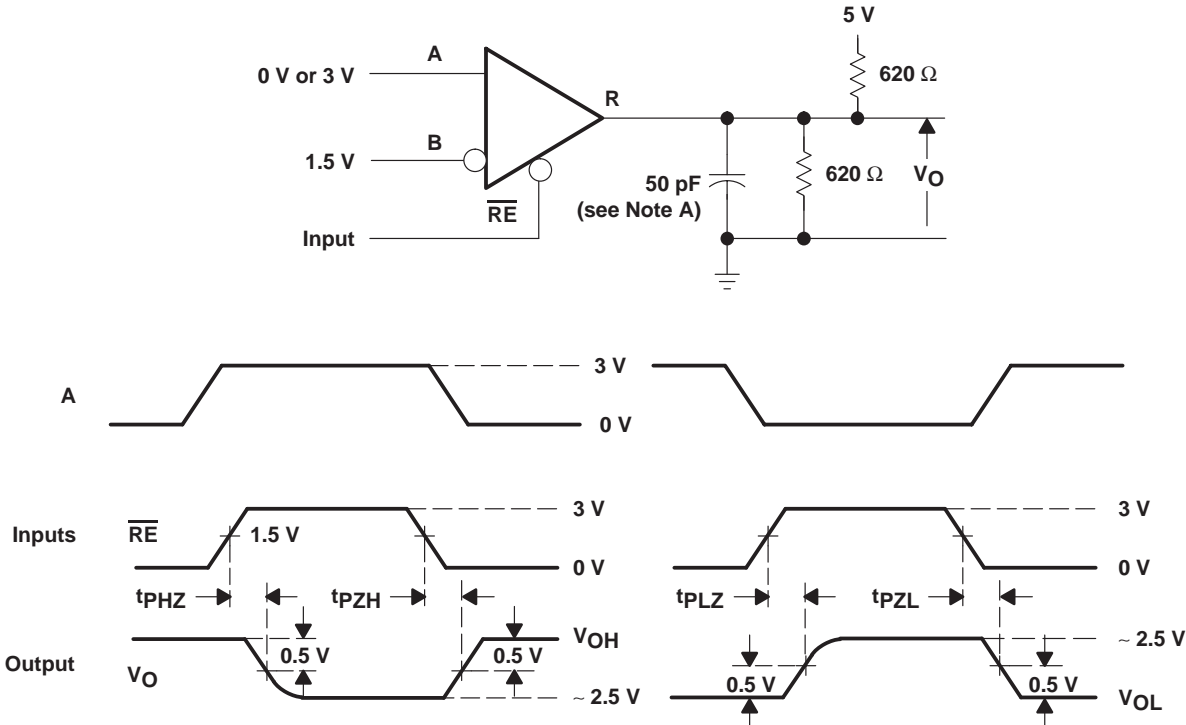 5 V
A
0 V or 3 V
620 Ω
R
B
1.5 V
50 pF
(see Note A)
620 Ω
VO
RE
Input
A
3 V
0 V
Inputs
RE
1.5 V
3 V
0 V
3 V
0 V
tPHZ
tPZH
tPLZ
tPZL
Output
VO
0.5 V
0.5 V
VOH
~ 2.5 V
0.5 V
0.5 V
~ 2.5 V
VOL